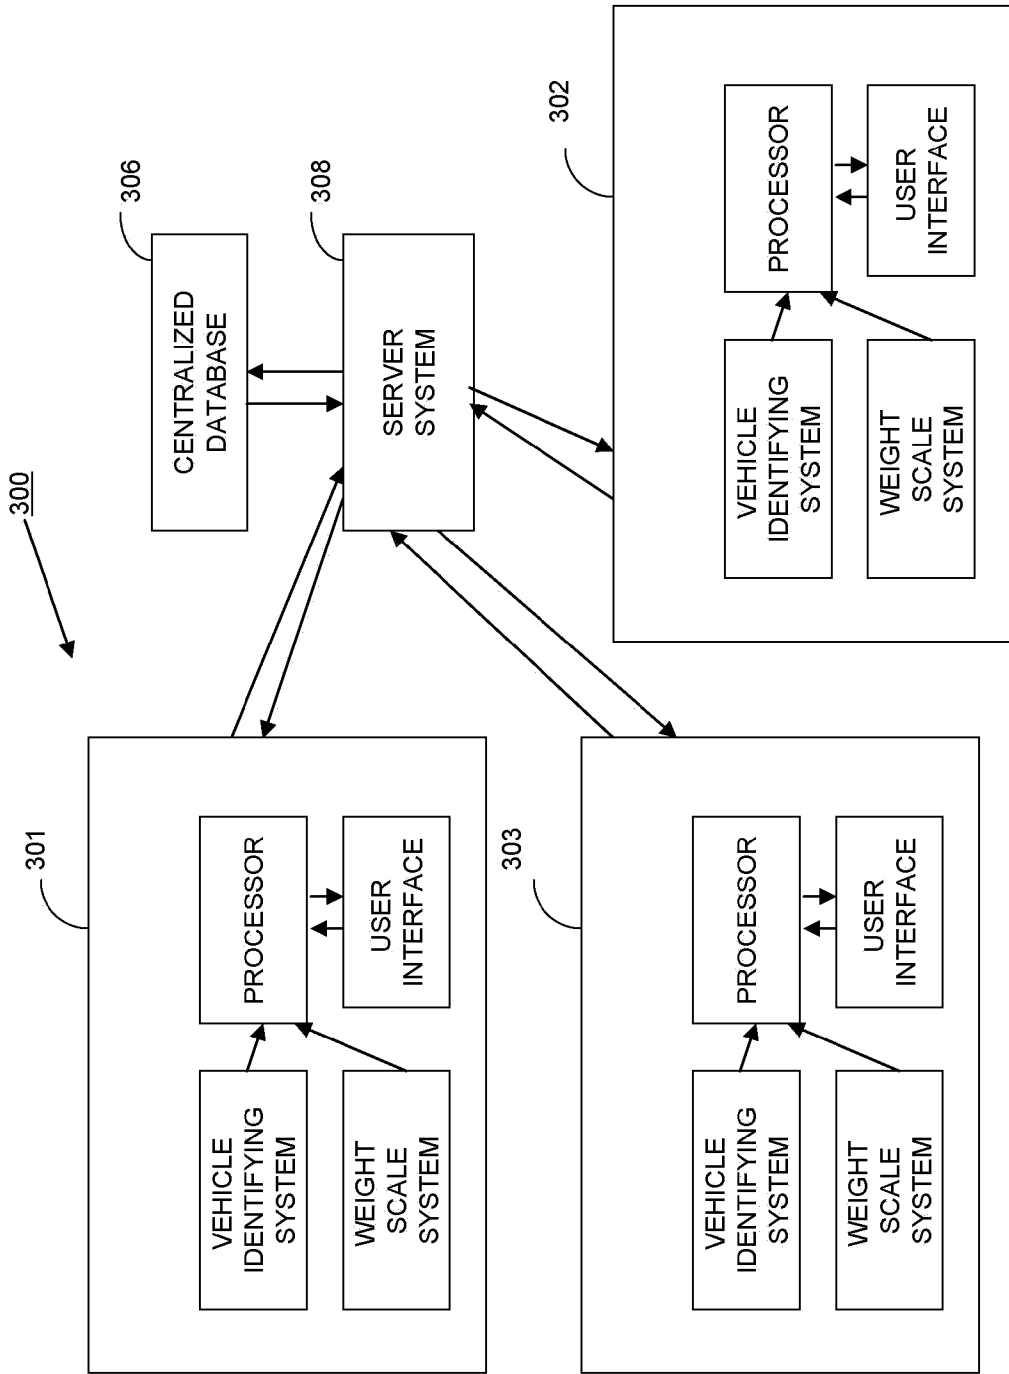 300
306
CENTRALIZED
DATABASE
308
SERVER
SYSTEM
301
VEHICLE
IDENTIFYING
SYSTEM
PROCESSOR
WEIGHT
SCALE
SYSTEM
USER
INTERFACE
303
VEHICLE
IDENTIFYING
SYSTEM
PROCESSOR
WEIGHT
SCALE
SYSTEM
USER
INTERFACE
302
VEHICLE
IDENTIFYING
SYSTEM
PROCESSOR
WEIGHT
SCALE
SYSTEM
USER
INTERFACE